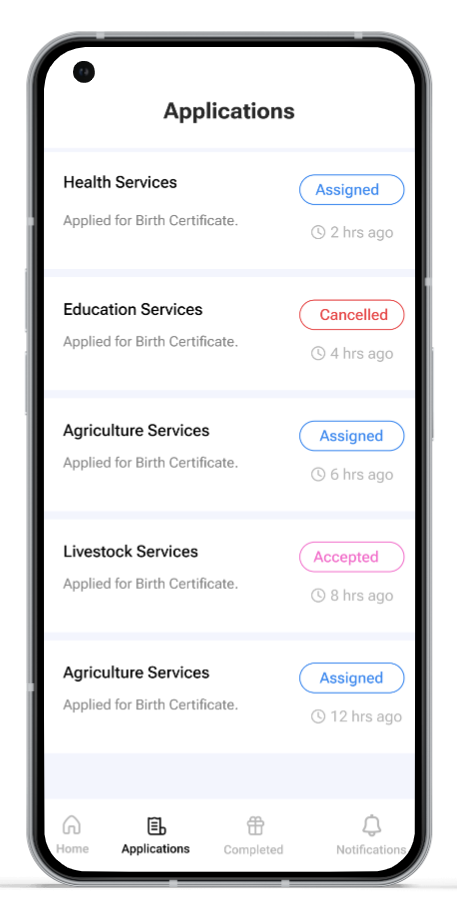 Applications
Health Services
Assigned
Applied for Birth Certificate.
2 hrs ago
Education Services
Cancelled
Applied for Birth Certificate.
4 hrs ago
Agriculture Services
Assigned
Applied for Birth Certificate.
6 hrs ago
Livestock Services
Accepted
Applied for Birth Certificate.
8 hrs ago
Agriculture Services
Assigned
Applied for Birth Certificate.
12 hrs ago
Home Applications Completed Notifications